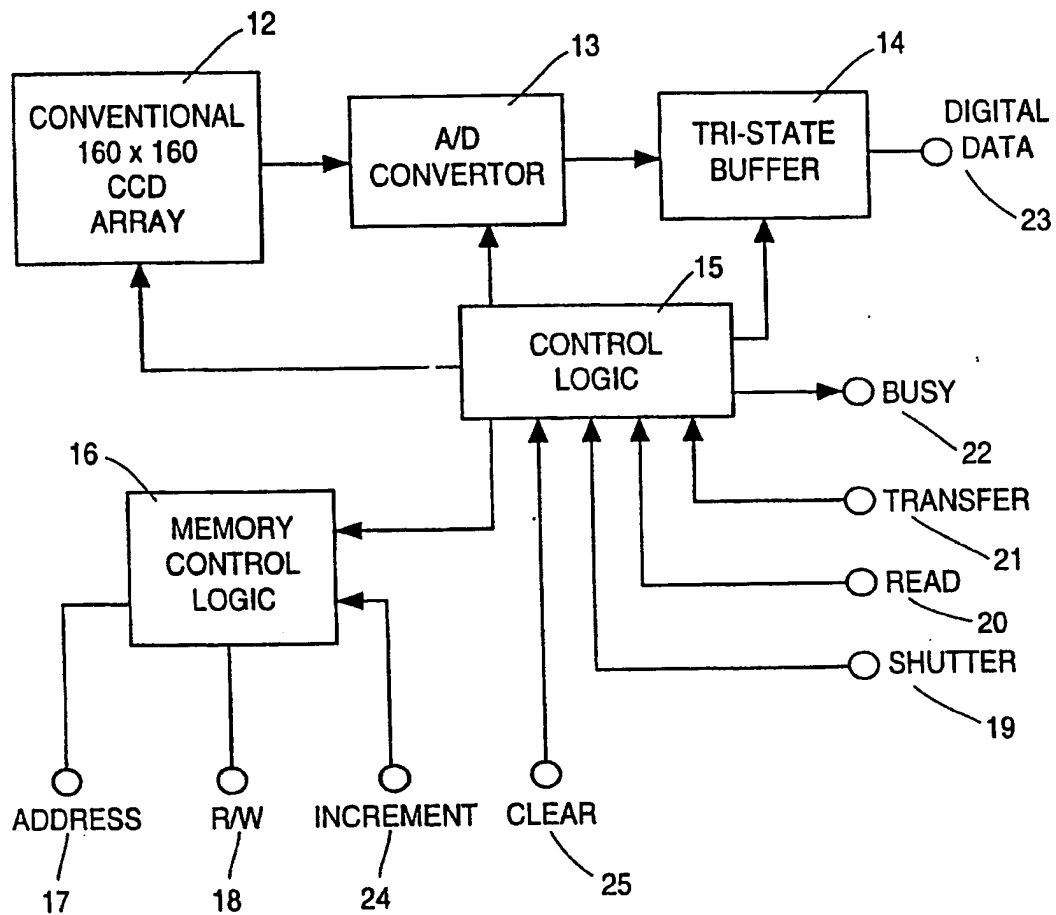 12
CONVENTIONAL
160 x 160
CCD
ARRAY
13
A/D
CONVERTOR
14
TRI-STATE
BUFFER
DIGITAL
DATA
23
15
CONTROL
LOGIC
BUSY
22
16
MEMORY
CONTROL
LOGIC
TRANSFER
21
READ
20
SHUTTER
19
ADDRESS
17
R/W
18
INCREMENT
24
CLEAR
25